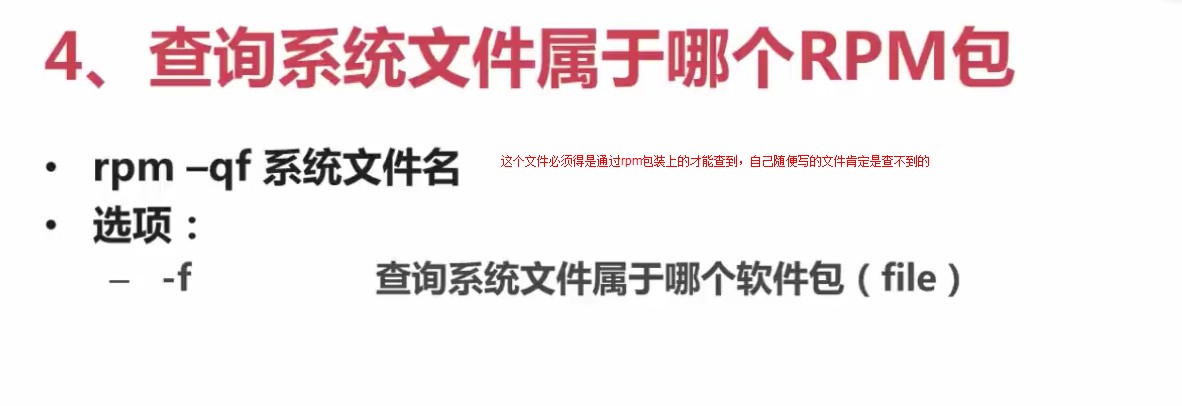 4、查询系统文件属于哪个RPM包
• rpm –qf 系统文件名 这个文件必须得是通过rpm包装上的才能查到，自己随便写的文件肯定是查不到的
• 选项：
– -f 查询系统文件属于哪个软件包（file）